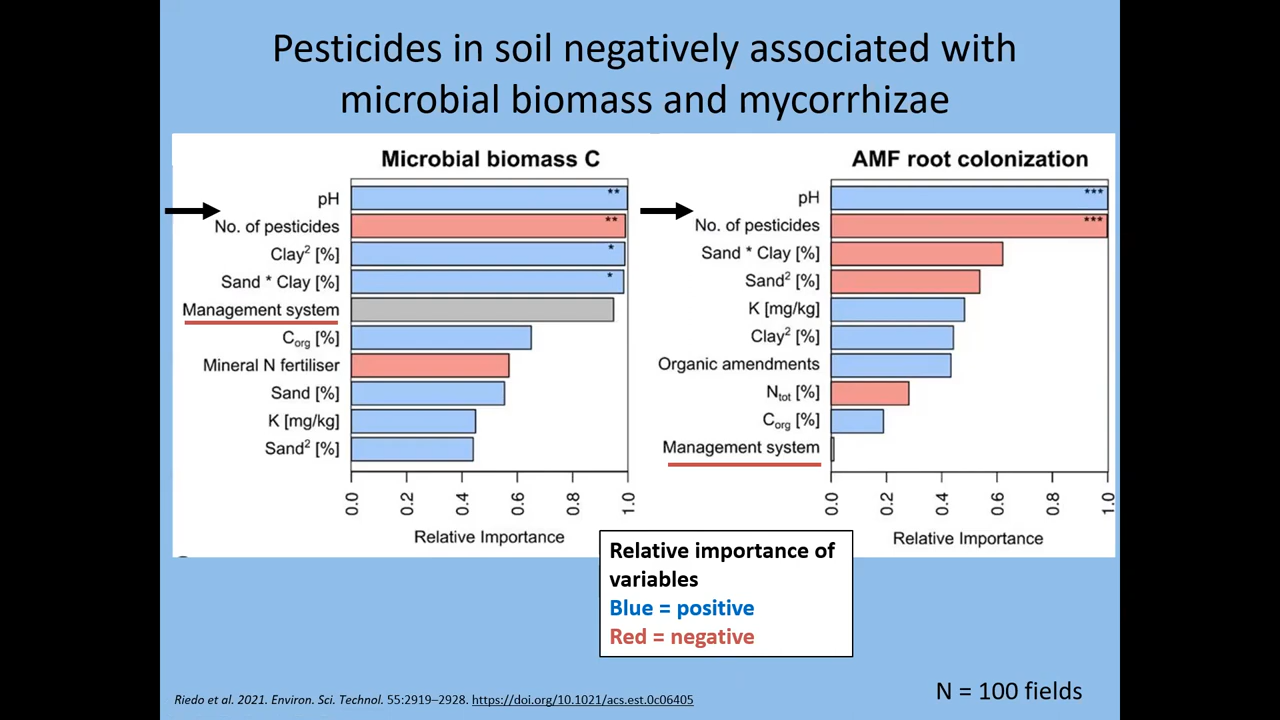 Pesticides in soil negatively associated with
microbial biomass and mycorrhizae
Microbial biomass C
pH **
No. of pesticides **
Clay² [%] *
Sand * Clay [%] *
Management system
Corg [%]
Mineral N fertiliser
Sand [%]
K [mg/kg]
Sand² [%]
0.0 0.2 0.4 0.6 0.8 1.0
Relative Importance
AMF root colonization
pH ***
No. of pesticides ***
Sand * Clay [%]
Sand² [%]
K [mg/kg]
Clay² [%]
Organic amendments
Ntot [%]
Corg [%]
Management system
0.0 0.2 0.4 0.6 0.8 1.0
Relative Importance
Relative importance of
variables
Blue = positive
Red = negative
Riedo et al. 2021. Environ. Sci. Technol. 55:2919–2928. https://doi.org/10.1021/acs.est.0c06405
N = 100 fields